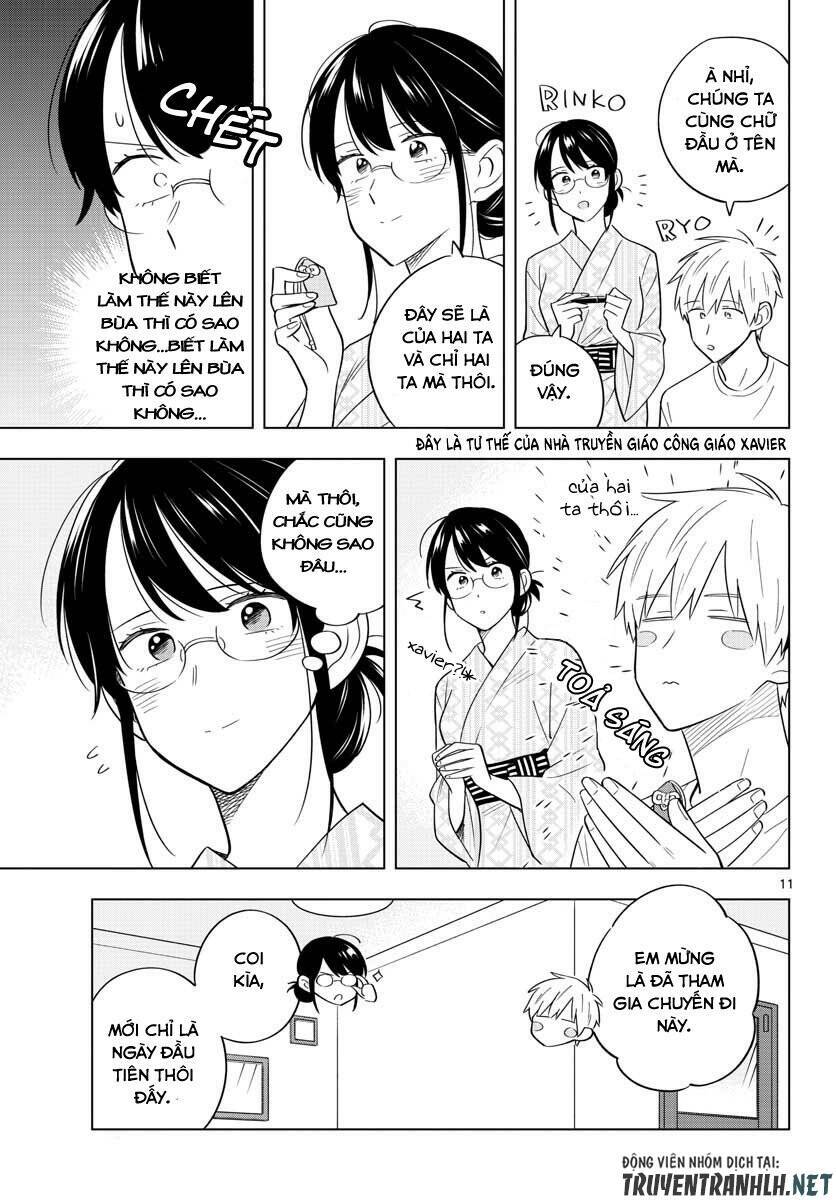 À NHỈ,
CHÚNG TA
CÙNG CHỮ
ĐẦU Ở TÊN
MÀ.
RINKO
RYO
ĐÚNG
VẬY.
ĐÂY SẼ LÀ
CỦA HAI TA
VÀ CHỈ HAI
TA MÀ THÔI.
CHẾT
KHÔNG BIẾT
LÀM THẾ NÀY LÊN
BÙA THÌ CÓ SAO
KHÔNG...BIẾT LÀM
THẾ NÀY LÊN BÙA
THÌ CÓ SAO
KHÔNG...
ĐÂY LÀ TƯ THẾ CỦA NHÀ TRUYỀN GIÁO CÔNG GIÁO XAVIER
của hai
ta thôi...
xavier?!*
TOẢ SÁNG
MÀ THÔI,
CHẮC CŨNG
KHÔNG SAO
ĐÂU...
11
EM MỪNG
LÀ ĐÃ THAM
GIA CHUYẾN ĐI
NÀY.
COI
KÌA,
MỚI CHỈ LÀ
NGÀY ĐẦU
TIÊN THÔI
ĐẤY.
ĐỘNG VIÊN NHÓM DỊCH TẠI:
TRUYENTRANHLH.NET